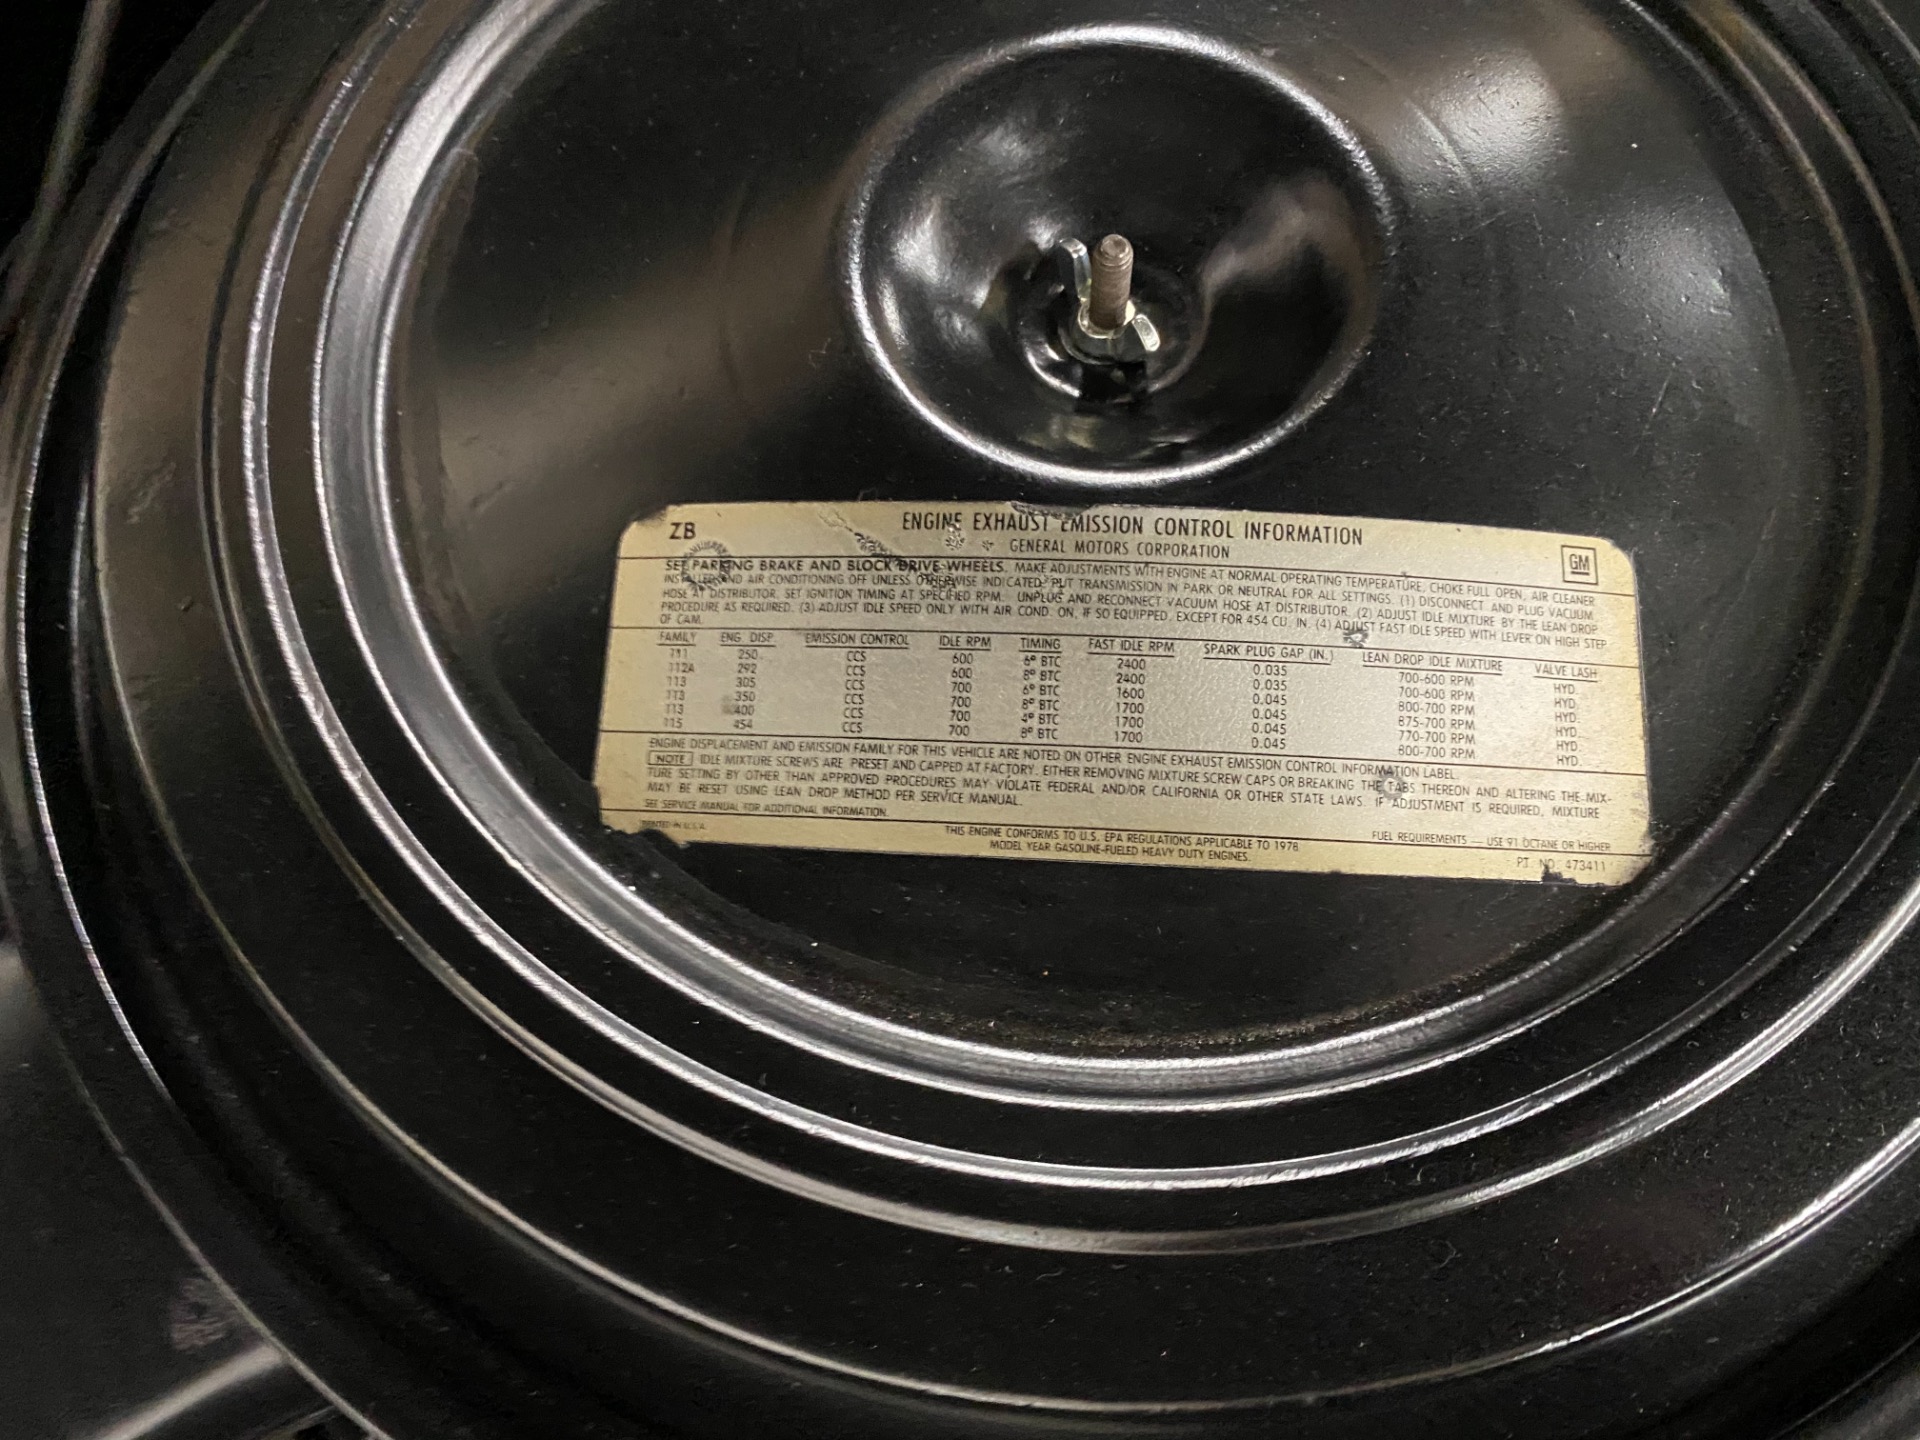 ZB
ENGINE EXHAUST EMISSION CONTROL INFORMATION
GENERAL MOTORS CORPORATION
GM
SET PARKING BRAKE AND BLOCK DRIVE WHEELS. MAKE ADJUSTMENTS WITH ENGINE AT NORMAL OPERATING TEMPERATURE, CHOKE FULL OPEN, AIR CLEANER
INSTALLED AND AIR CONDITIONING OFF UNLESS OTHERWISE INDICATED. PUT TRANSMISSION IN PARK OR NEUTRAL FOR ALL SETTINGS. (1) DISCONNECT AND PLUG VACUUM
HOSE AT DISTRIBUTOR. SET IGNITION TIMING AT SPECIFIED RPM. UNPLUG AND RECONNECT VACUUM HOSE AT DISTRIBUTOR. (2) ADJUST IDLE MIXTURE BY THE LEAN DROP
PROCEDURE AS REQUIRED. (3) ADJUST IDLE SPEED ONLY WITH AIR COND. ON, IF SO EQUIPPED, EXCEPT FOR 454 CU. IN. (4) ADJUST FAST IDLE SPEED WITH LEVER ON HIGH STEP
OF CAM.
FAMILY ENG DISP. EMISSION CONTROL IDLE RPM TIMING FAST IDLE RPM SPARK PLUG GAP (IN.) LEAN DROP IDLE MIXTURE VALVE LASH
111 250 CCS 600 6º BTC 2400 0.035 700-600 RPM HYD.
112A 292 CCS 600 8º BTC 2400 0.035 700-600 RPM HYD.
113 305 CCS 700 6º BTC 1600 0.045 800-700 RPM HYD.
113 350 CCS 700 8º BTC 1700 0.045 875-700 RPM HYD.
113 400 CCS 700 4º BTC 1700 0.045 770-700 RPM HYD.
115 454 CCS 700 8º BTC 1700 0.045 800-700 RPM HYD.
ENGINE DISPLACEMENT AND EMISSION FAMILY FOR THIS VEHICLE ARE NOTED ON OTHER ENGINE EXHAUST EMISSION CONTROL INFORMATION LABEL.
NOTE IDLE MIXTURE SCREWS ARE PRESET AND CAPPED AT FACTORY. EITHER REMOVING MIXTURE SCREW CAPS OR BREAKING THE TABS THEREON AND ALTERING THE MIX-
TURE SETTING BY OTHER THAN APPROVED PROCEDURES MAY VIOLATE FEDERAL AND/OR CALIFORNIA OR OTHER STATE LAWS. IF ADJUSTMENT IS REQUIRED, MIXTURE
MAY BE RESET USING LEAN DROP METHOD PER SERVICE MANUAL.
SEE SERVICE MANUAL FOR ADDITIONAL INFORMATION.
PRINTED IN U.S.A.
THIS ENGINE CONFORMS TO U.S. EPA REGULATIONS APPLICABLE TO 1978
MODEL YEAR GASOLINE-FUELED HEAVY DUTY ENGINES.
FUEL REQUIREMENTS — USE 91 OCTANE OR HIGHER
PT. NO. 473411